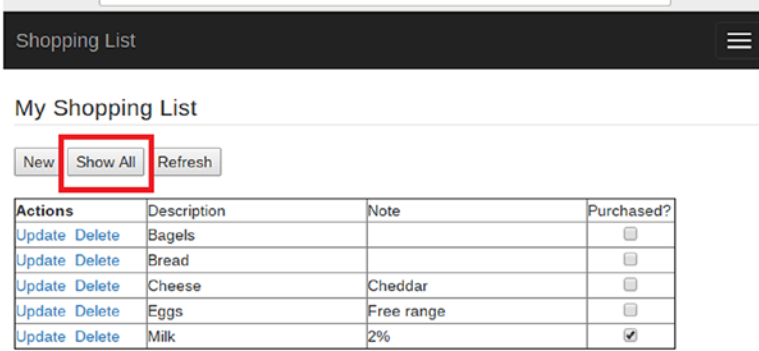 Shopping List
My Shopping List
New Show All Refresh
Actions Description Note Purchased?
Update Delete Bagels
Update Delete Bread
Update Delete Cheese Cheddar
Update Delete Eggs Free range
Update Delete Milk 2%